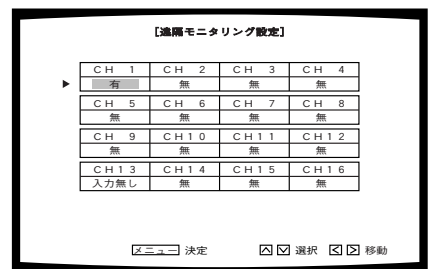 [遠隔モニタリング設定]
CH 1 CH 2 CH 3 CH 4
▶ 有 無 無 無
CH 5 CH 6 CH 7 CH 8
無 無 無 無
CH 9 CH10 CH11 CH12
無 無 無 無
CH13 CH14 CH15 CH16
入力無し 無 無 無
メニュー 決定 選択 移動